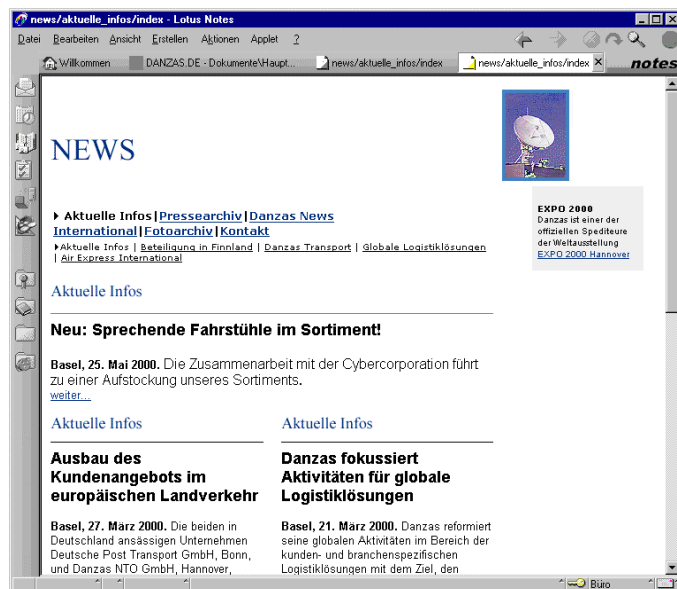 news/aktuelle_infos/index - Lotus Notes
Datei Bearbeiten Ansicht Erstellen Aktionen Applet ?
Willkommen DANZAS.DE - Dokumente\Haupt... news/aktuelle_infos/index news/aktuelle_infos/index notes
NEWS
Aktuelle Infos|Pressearchiv|Danzas News
International|Fotoarchiv|Kontakt
Aktuelle Infos | Beteiligung in Finnland | Danzas Transport | Globale Logistiklösungen
| Air Express International
EXPO 2000
Danzas ist einer der
offiziellen Spediteure
der Weltausstellung
EXPO 2000 Hannover
Aktuelle Infos
Neu: Sprechende Fahrstühle im Sortiment!
Basel, 25. Mai 2000. Die Zusammenarbeit mit der Cybercorporation führt
zu einer Aufstockung unseres Sortiments.
weiter...
Aktuelle Infos
Ausbau des
Kundenangebots im
europäischen Landverkehr
Basel, 27. März 2000. Die beiden in
Deutschland ansässigen Unternehmen
Deutsche Post Transport GmbH, Bonn,
und Danzas NTO GmbH, Hannover,
Aktuelle Infos
Danzas fokussiert
Aktivitäten für globale
Logistiklösungen
Basel, 21. März 2000. Danzas reformiert
seine globalen Aktivitäten im Bereich der
kunden- und branchenspezifischen
Logistiklösungen mit dem Ziel, den
Büro